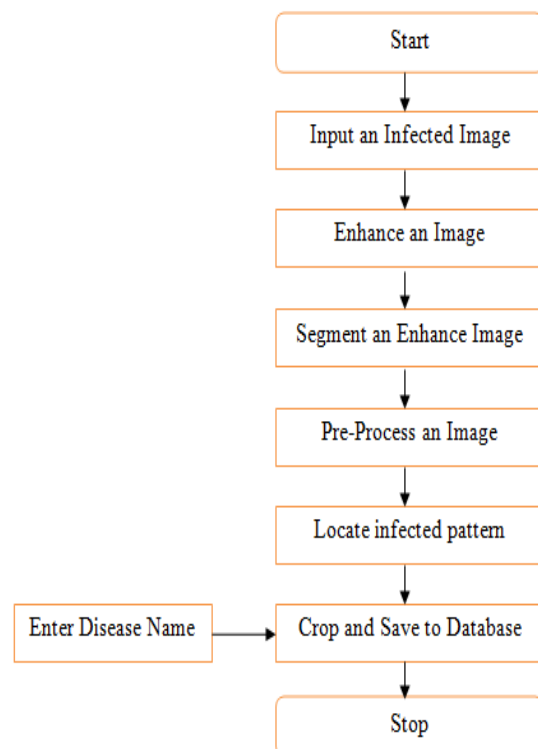 Start
Input an Infected Image
Enhance an Image
Segment an Enhance Image
Pre-Process an Image
Locate infected pattern
Enter Disease Name
Crop and Save to Database
Stop